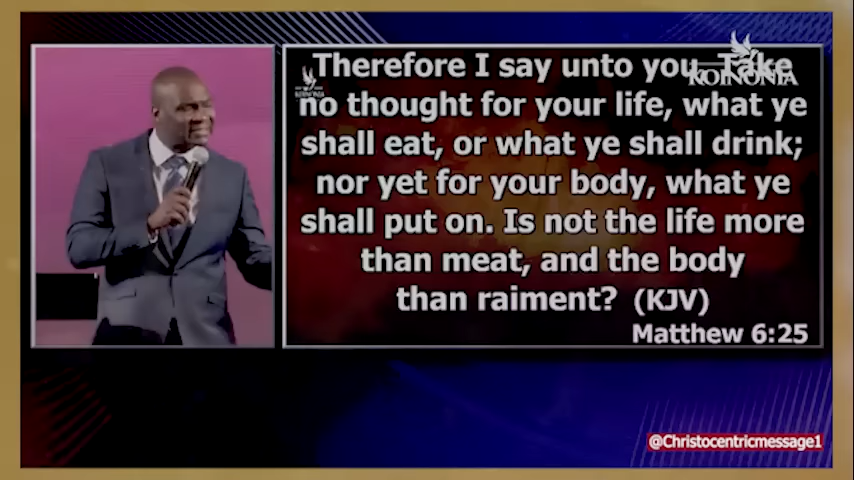 Therefore I say unto you, Take
no thought for your life, what ye
shall eat, or what ye shall drink;
nor yet for your body, what ye
shall put on. Is not the life more
than meat, and the body
than raiment? (KJV)
Matthew 6:25
KOINONIA
KOINONIA
@Christocentricmessage1